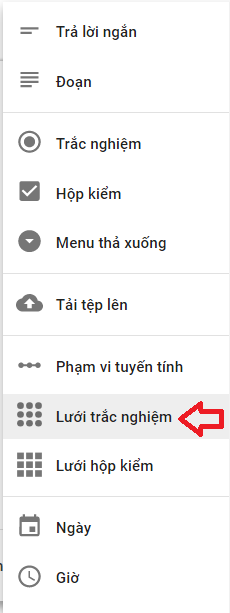 Trả lời ngắn
Đoạn
Trắc nghiệm
Hộp kiểm
Menu thả xuống
Tải tệp lên
Phạm vi tuyến tính
Lưới trắc nghiệm
Lưới hộp kiểm
Ngày
Giờ